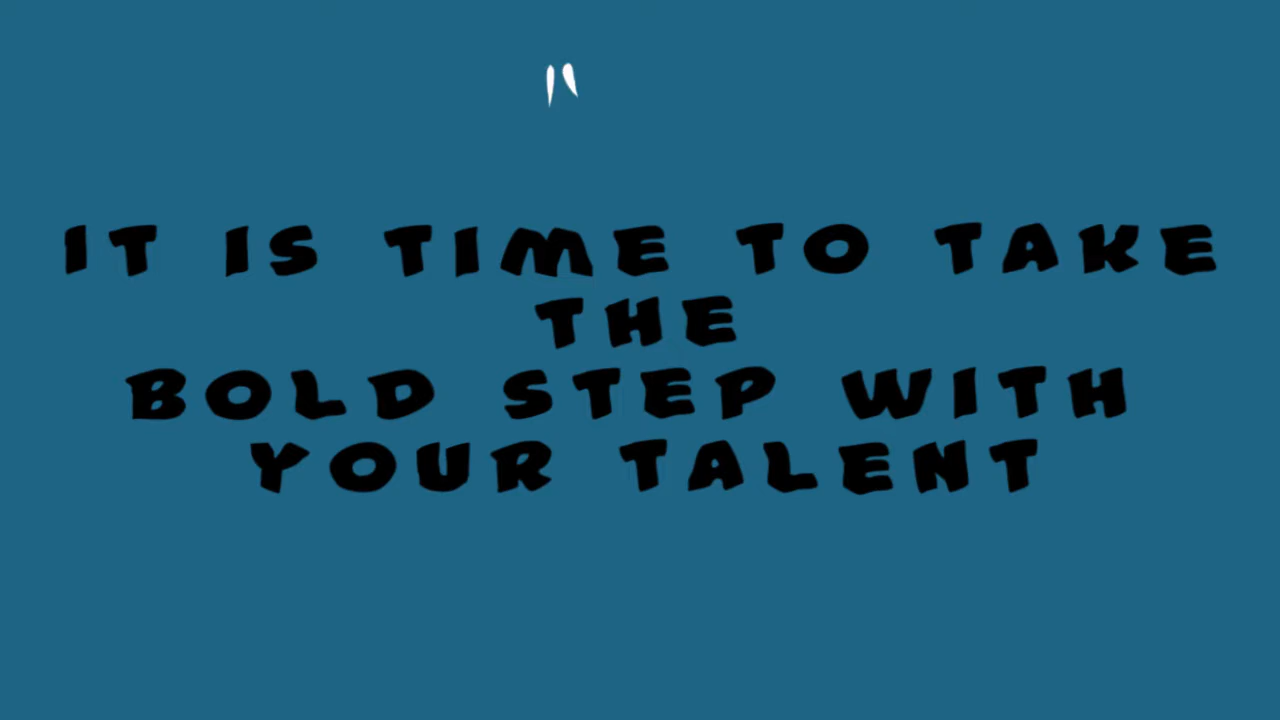 "
IT IS TIME TO TAKE
THE
BOLD STEP WITH
YOUR TALENT